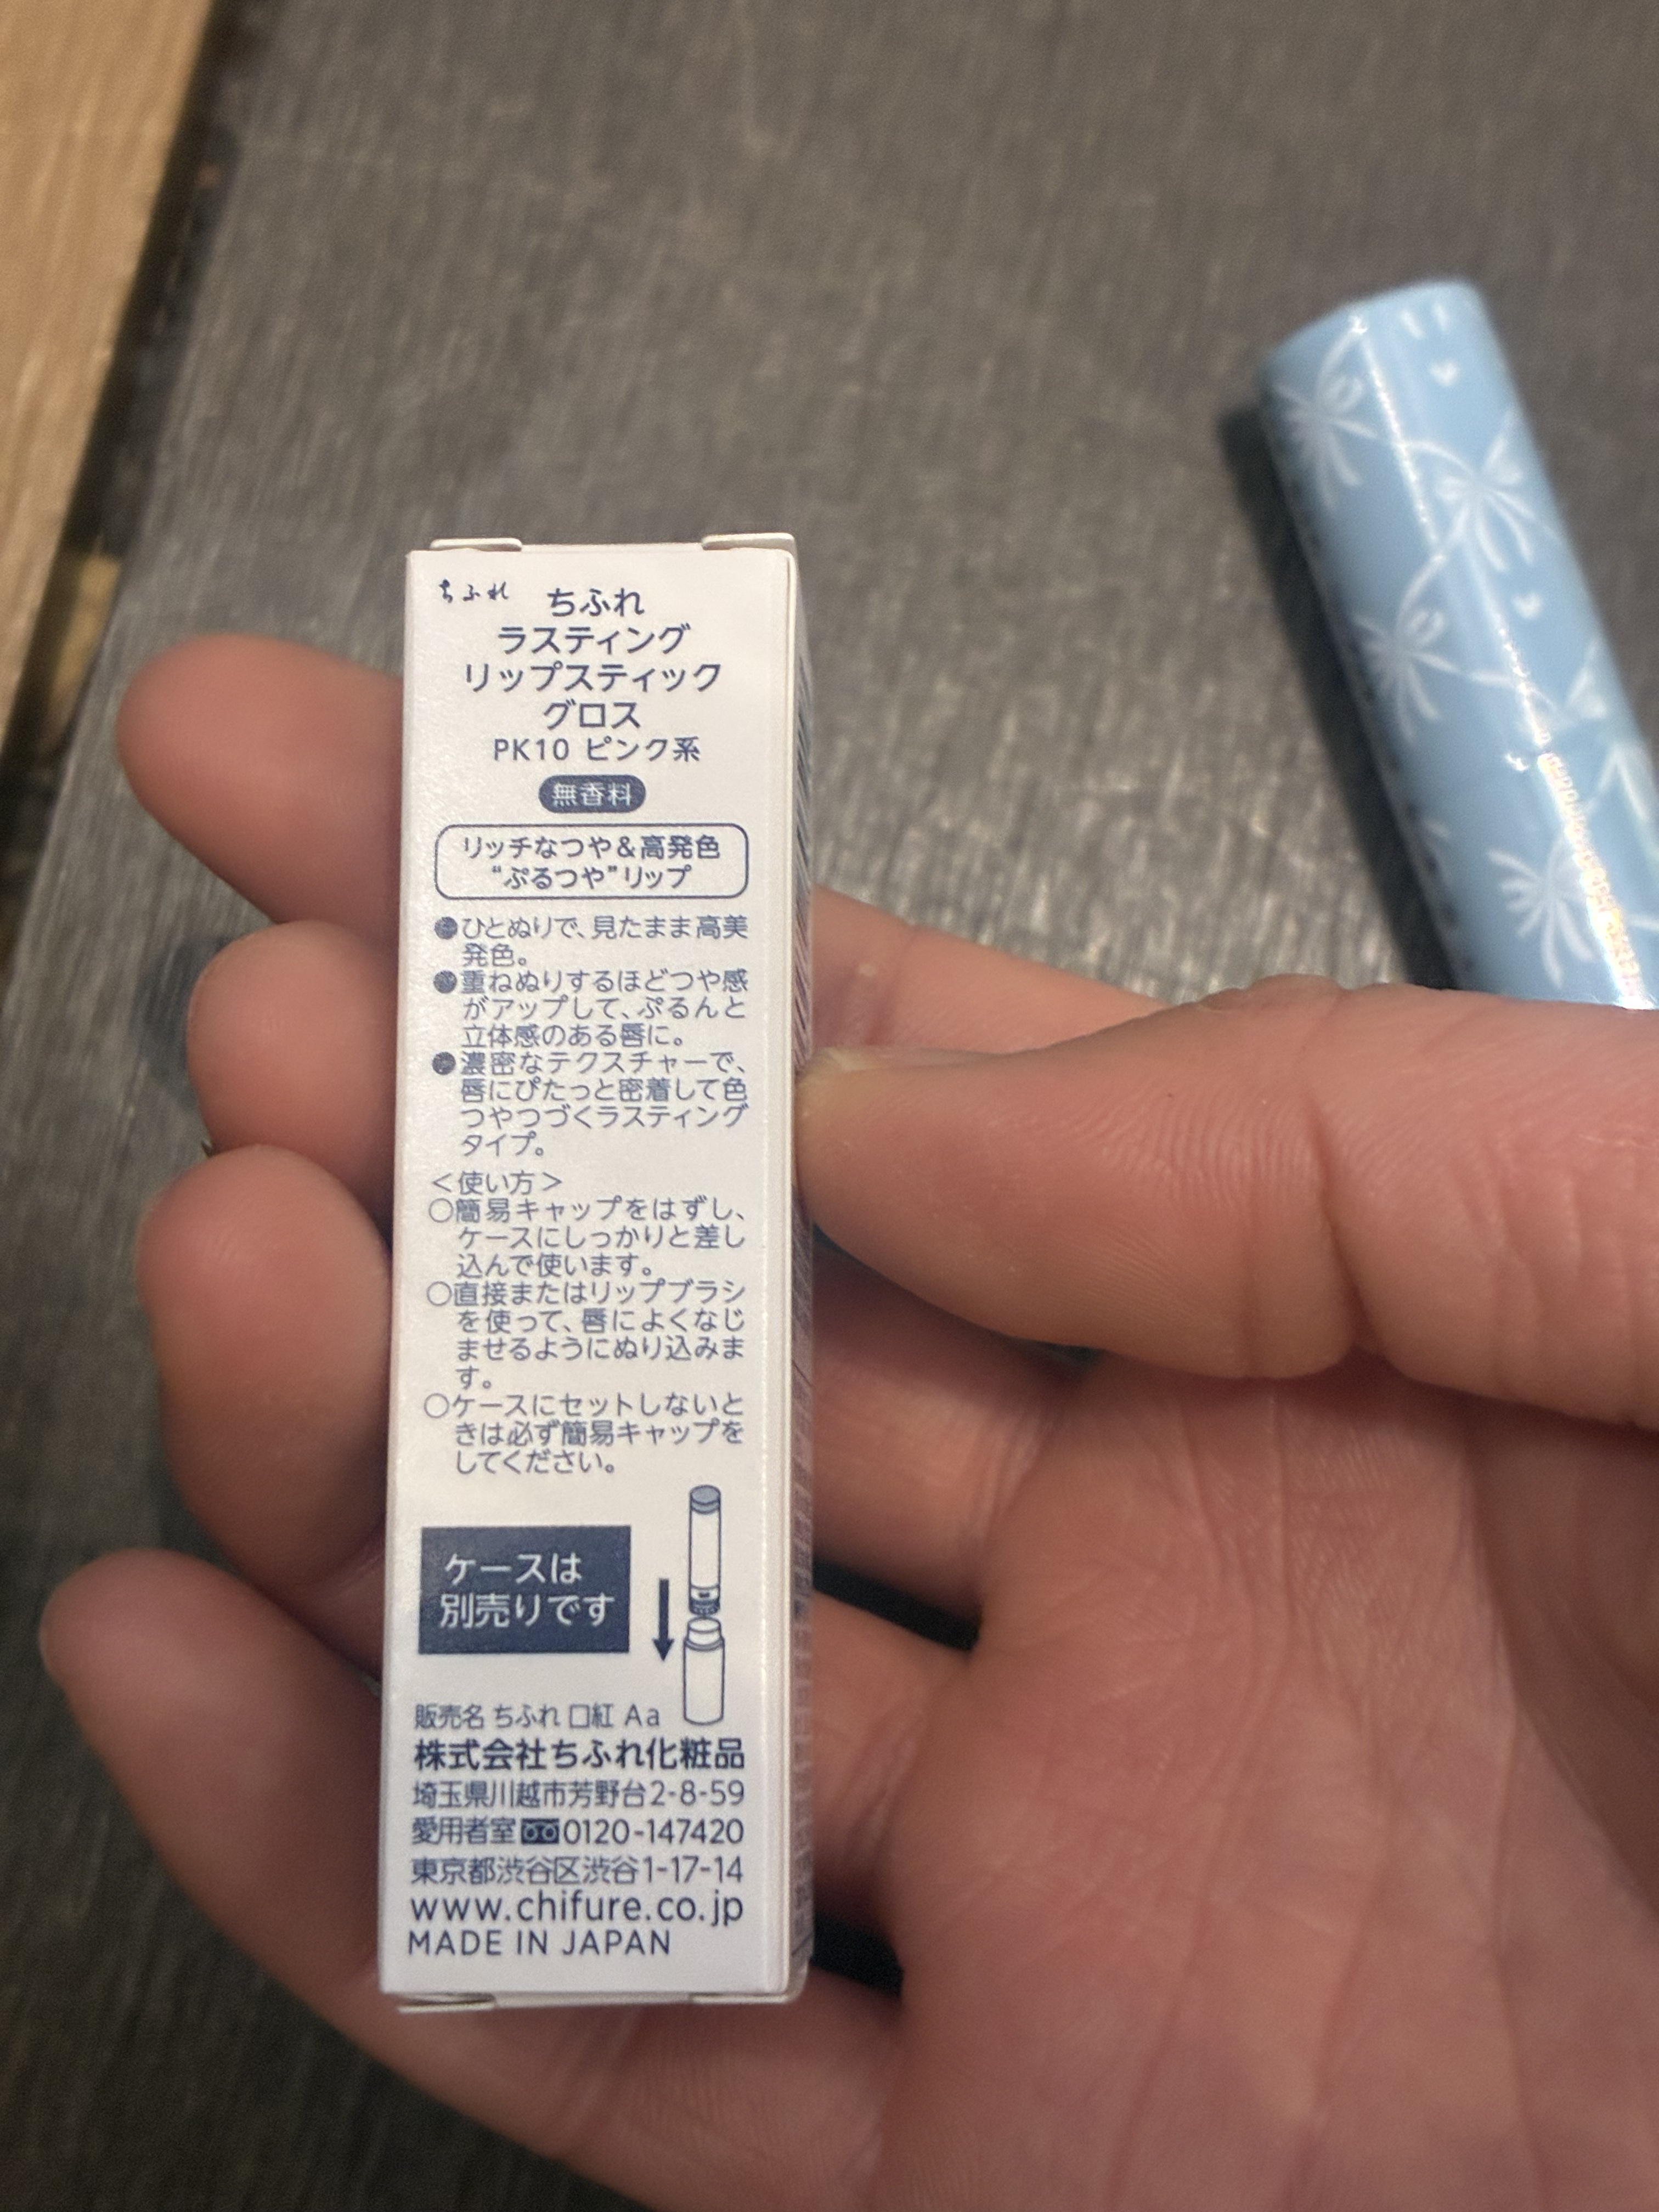 ちふれ
ちふれ
ラスティング
リップスティック
グロス
PK10 ピンク系
無香料
リッチなつや＆高発色
“ぷるつや”リップ
●ひとぬりで、見たまま高美
発色。
●重ねぬりするほどつや感
がアップして、ぷるんと
立体感のある唇に。
●濃密なテクスチャーで、
唇にぴたっと密着して色
つやつづくラスティング
タイプ。
＜使い方＞
○簡易キャップをはずし、
ケースにしっかりと差し
込んで使います。
○直接またはリップブラシ
を使って、唇によくなじ
ませるようにぬり込みま
す。
○ケースにセットしないと
きは必ず簡易キャップを
してください。
ケースは
別売りです
販売名 ちふれ 口紅 Aa
株式会社ちふれ化粧品
埼玉県川越市芳野台2-8-59
愛用者室 0120-147420
東京都渋谷区渋谷1-17-14
www.chifure.co.jp
MADE IN JAPAN